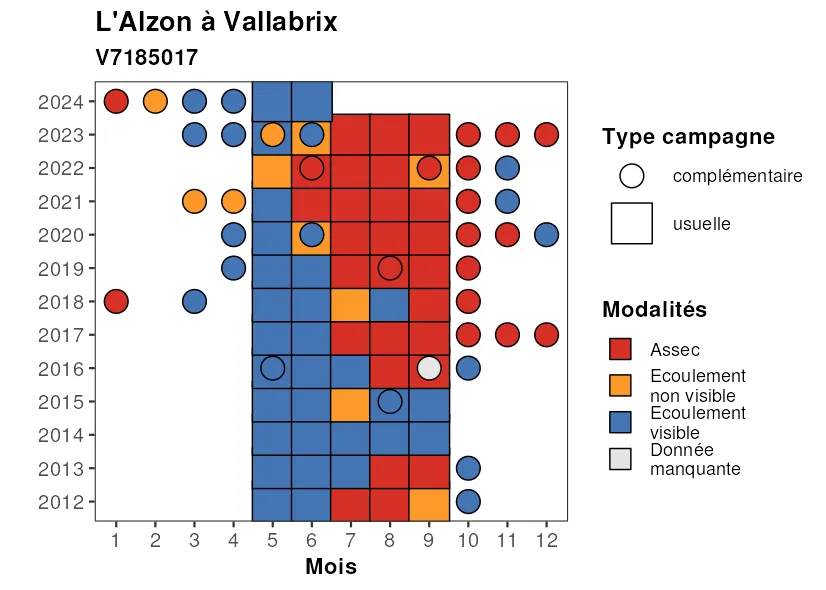 L'Alzon à Vallabrix
V7185017
2024
2023
2022
2021
2020
2019
2018
2017
2016
2015
2014
2013
2012
1 2 3 4 5 6 7 8 9 10 11 12
Mois
Type campagne
complémentaire
usuelle
Modalités
Assec
Ecoulement
non visible
Ecoulement
visible
Donnée
manquante